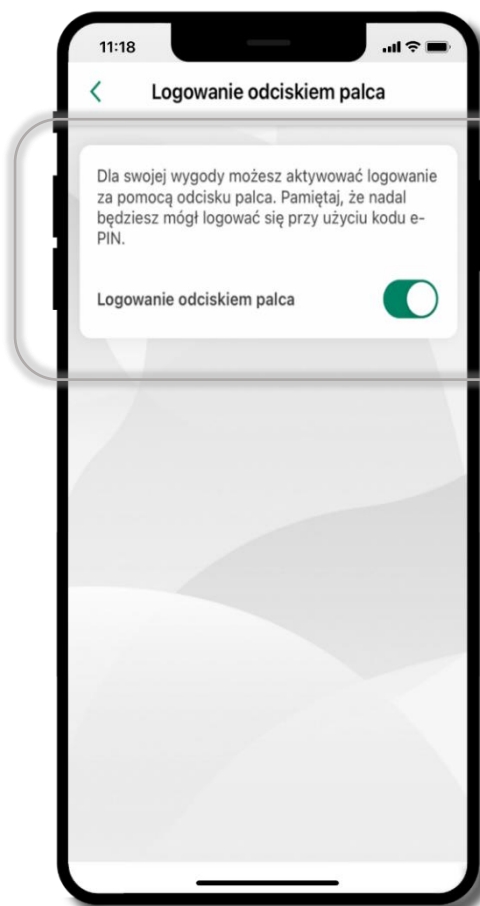 11:18
Logowanie odciskiem palca
Dla swojej wygody możesz aktywować logowanie
za pomocą odcisku palca. Pamiętaj, że nadal
będziesz mógł logować się przy użyciu kodu e-
PIN.
Logowanie odciskiem palca